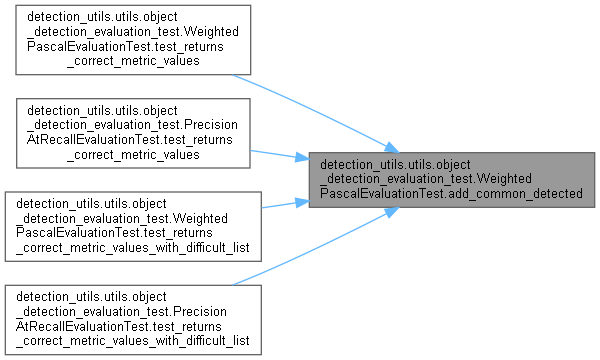 detection_utils.utils.object
_detection_evaluation_test.Weighted
PascalEvaluationTest.test_returns
_correct_metric_values
detection_utils.utils.object
_detection_evaluation_test.Precision
AtRecallEvaluationTest.test_returns
_correct_metric_values
detection_utils.utils.object
_detection_evaluation_test.Weighted
PascalEvaluationTest.add_common_detected
detection_utils.utils.object
_detection_evaluation_test.Weighted
PascalEvaluationTest.test_returns
_correct_metric_values_with_difficult_list
detection_utils.utils.object
_detection_evaluation_test.Precision
AtRecallEvaluationTest.test_returns
_correct_metric_values_with_difficult_list